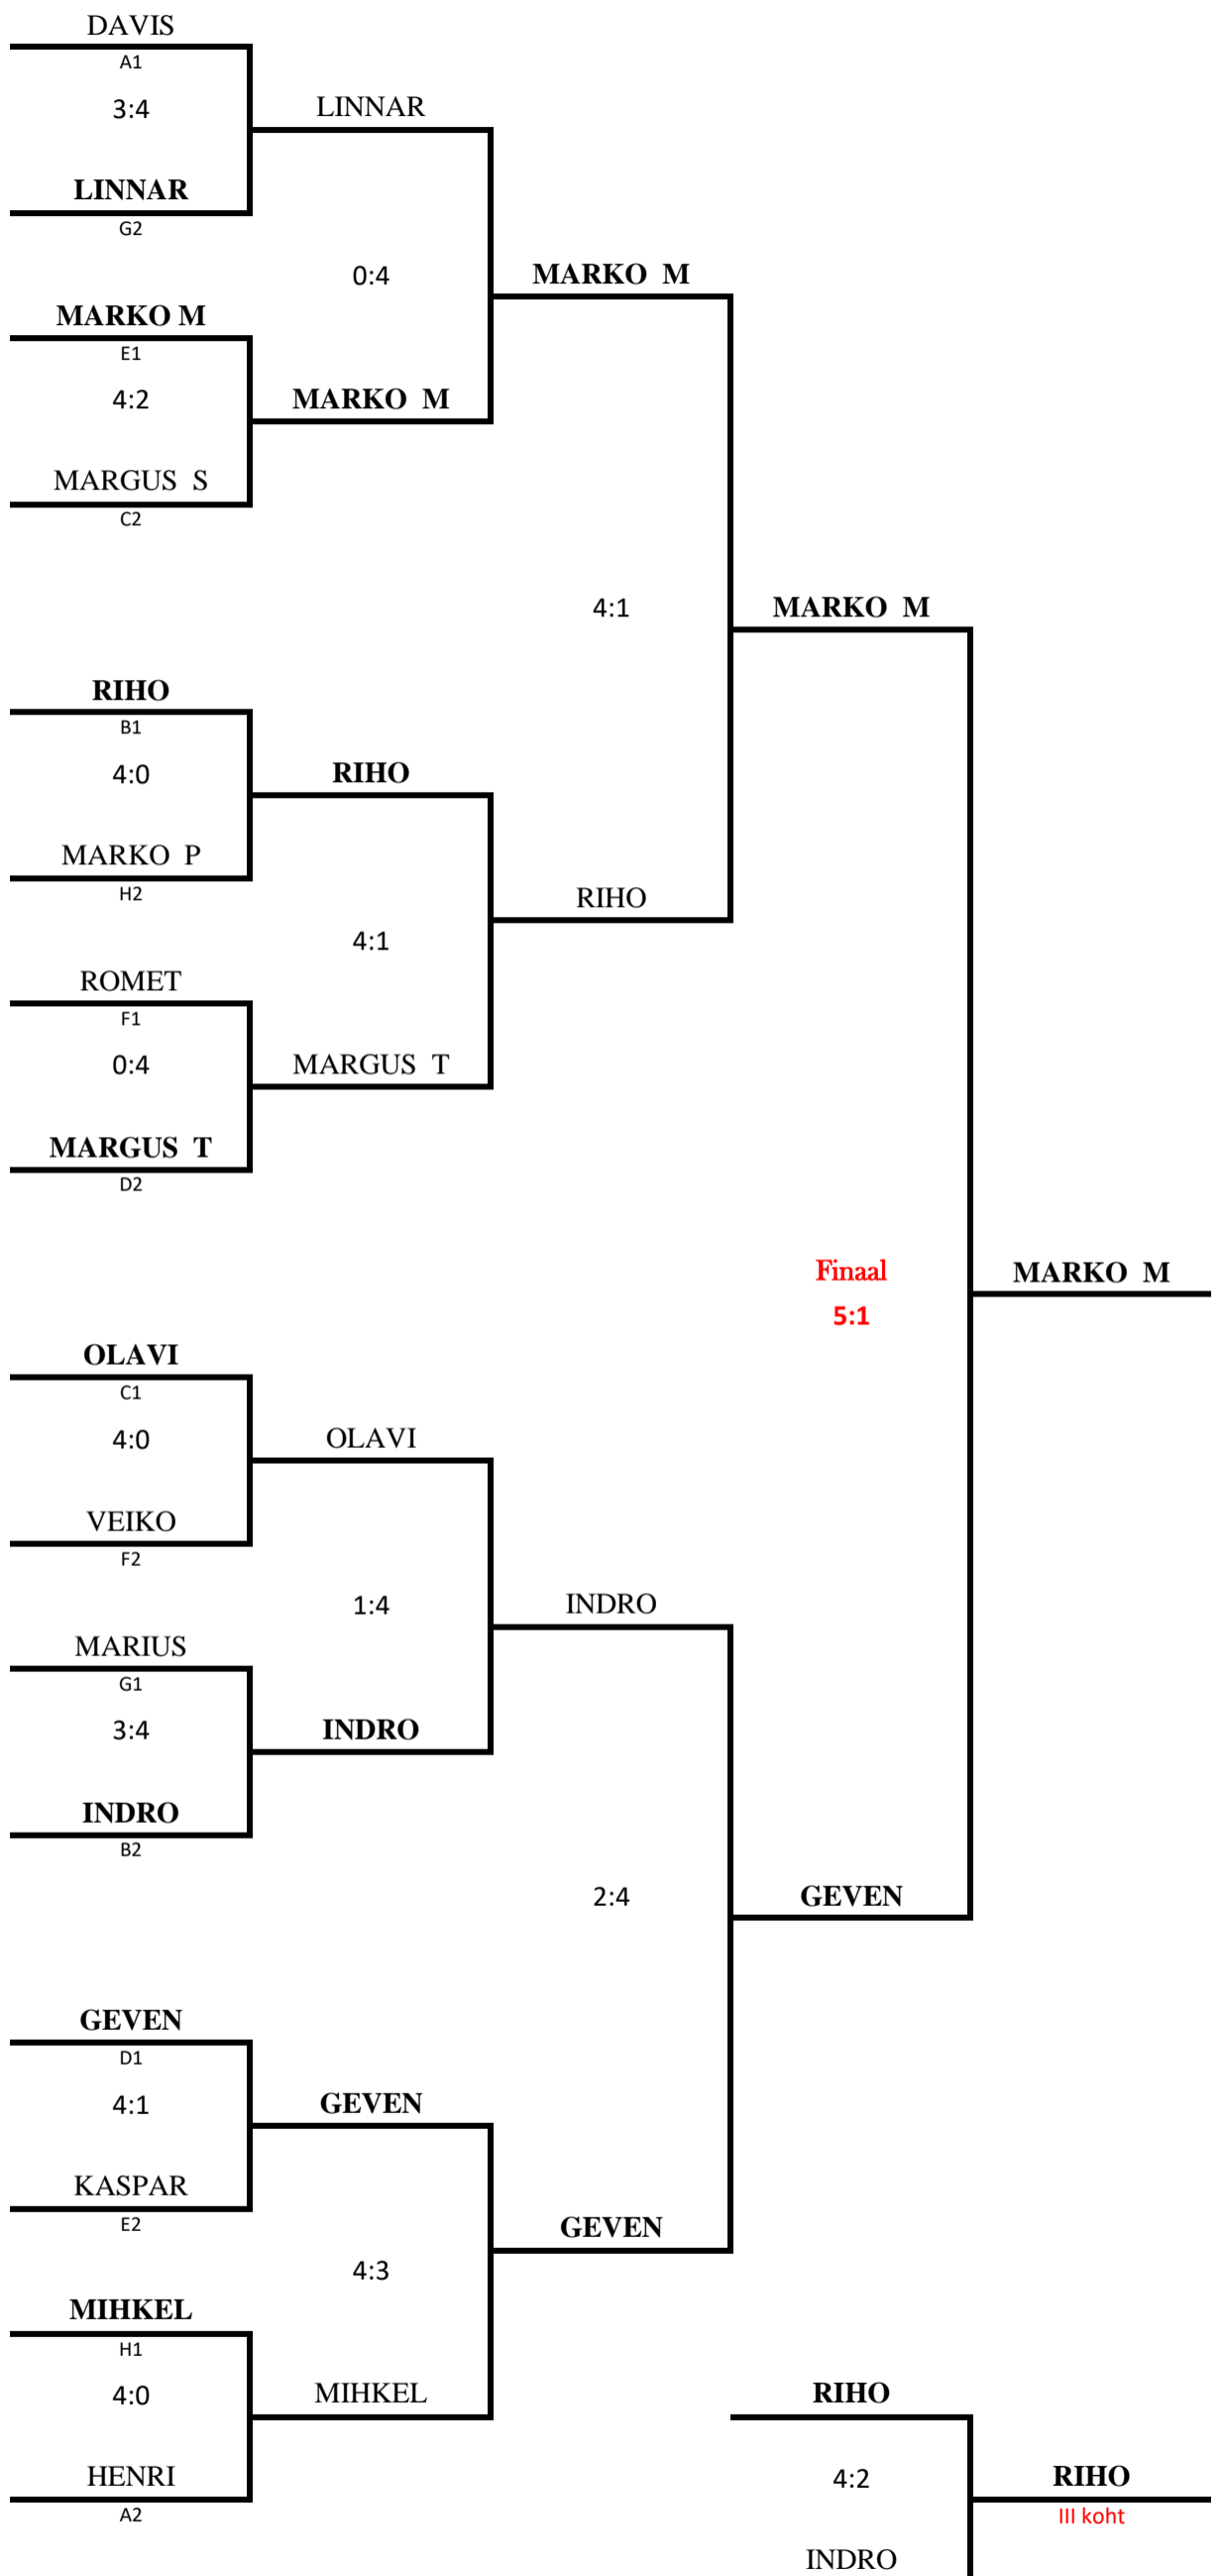 DAVIS
A1
3:4
LINNAR
LINNAR
G2
0:4
MARKO M
MARKO M
E1
4:2
MARKO M
MARGUS S
C2
4:1
MARKO M
RIHO
B1
4:0
RIHO
MARKO P
H2
RIHO
4:1
ROMET
F1
0:4
MARGUS T
MARGUS T
D2
Finaal
MARKO M
5:1
OLAVI
C1
4:0
OLAVI
VEIKO
F2
1:4
INDRO
MARIUS
G1
3:4
INDRO
INDRO
B2
2:4
GEVEN
GEVEN
D1
4:1
GEVEN
KASPAR
E2
GEVEN
4:3
MIHKEL
H1
4:0
MIHKEL
RIHO
HENRI
A2
4:2
RIHO
III koht
INDRO